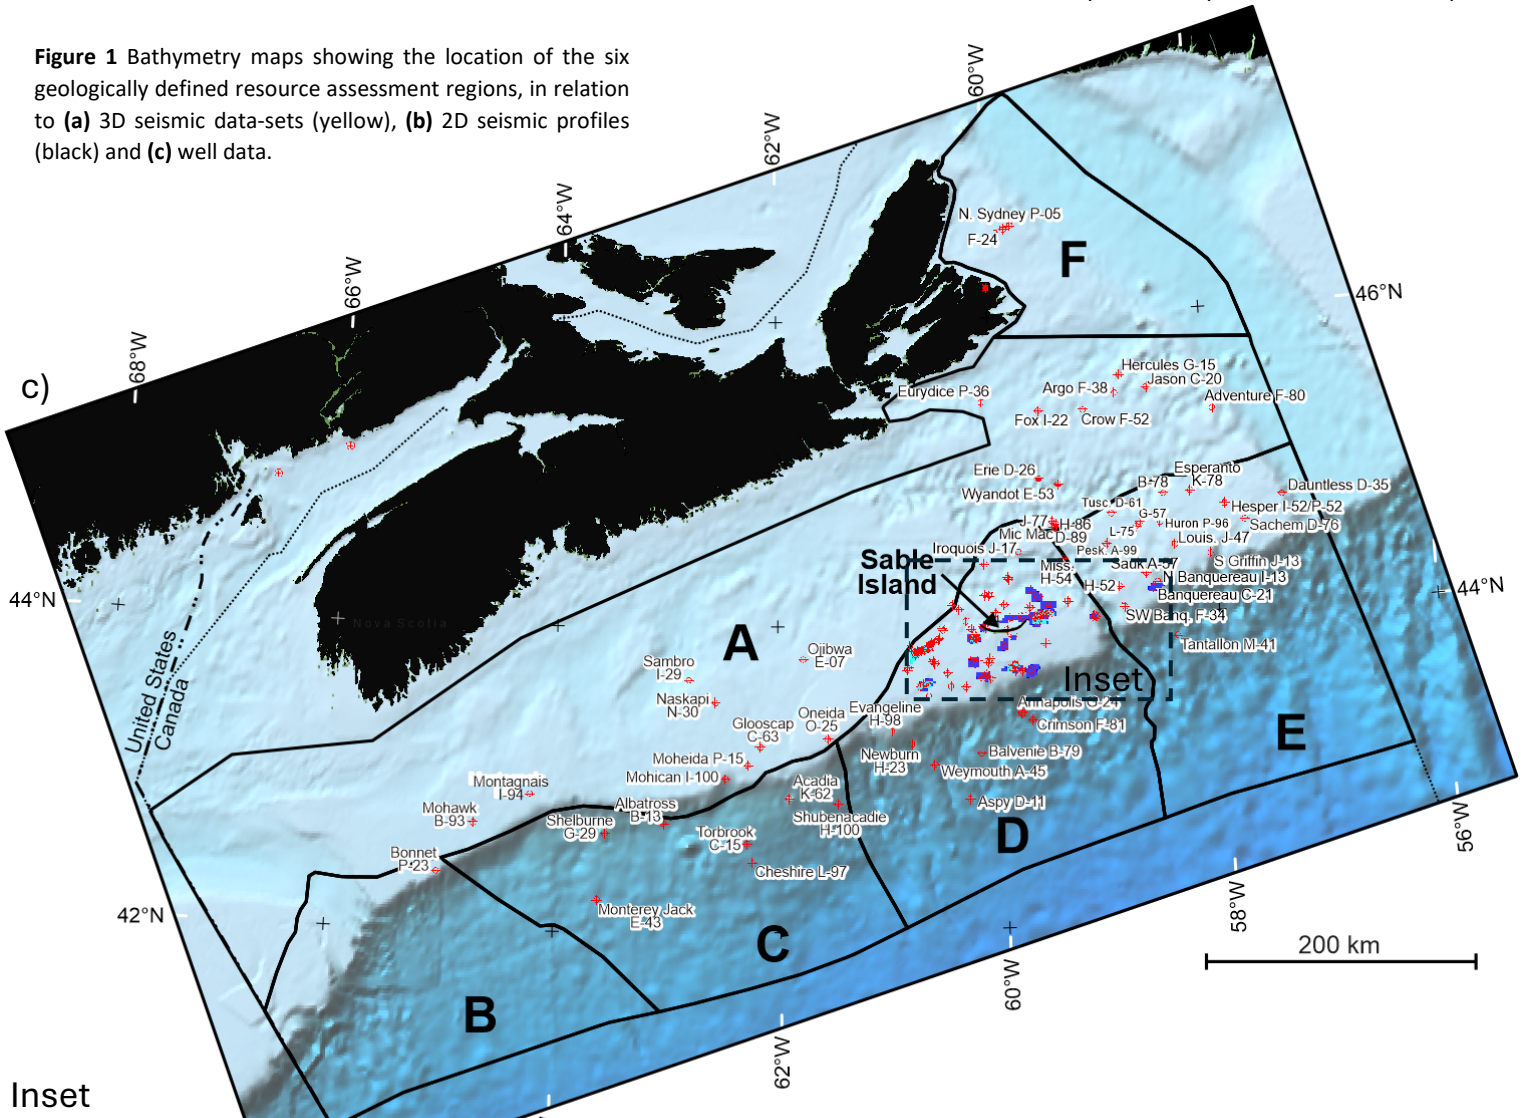 Figure 1 Bathymetry maps showing the location of the six
geologically defined resource assessment regions, in relation
to (a) 3D seismic data-sets (yellow), (b) 2D seismic profiles
(black) and (c) well data.
c)
68°W
66°W
64°W
62°W
60°W
46°N
44°N
44°N
42°N
56°W
58°W
60°W
62°W
United States
Canada
Nova Scotia
N. Sydney P-05
F-24
F
Hercules G-15
Jason C-20
Argo F-38
Adventure F-80
Eurydice P-36
Fox I-22
Crow F-52
Erie D-26
Wyandot E-53
Esperanto
K-78
B-78
Dauntless D-35
Tusc. D-61
Hesper I-52/P-52
G-57
Sachem D-76
J-77
H-86
Huron P-96
Mic Mac
D-89
L-75
Louis. J-47
Iroquois J-17
Pesk. A-99
S Griffin J-13
Sable
Island
Miss.
H-54
Sauk A-57
N Banquereau I-13
H-52
Banquereau C-21
SW Banq. F-34
Tantallon M-41
Inset
A
Ojibwa
E-07
Sambro
I-29
Naskapi
N-30
Oneida
O-25
Evangeline
H-98
Annapolis G-24
Crimson F-81
Glooscap
C-63
Newburn
H-23
Balvenie B-79
E
Moheida P-15
Weymouth A-45
Mohican I-100
Montagnais
I-94
Acadia
K-62
Aspy D-11
Mohawk
B-93
Albatross
B-13
Shelburne
G-29
Shubenacadie
H-100
Torbrook
C-15
D
Bonnet
P-23
Cheshire L-97
Monterey Jack
E-43
C
B
200 km
Inset